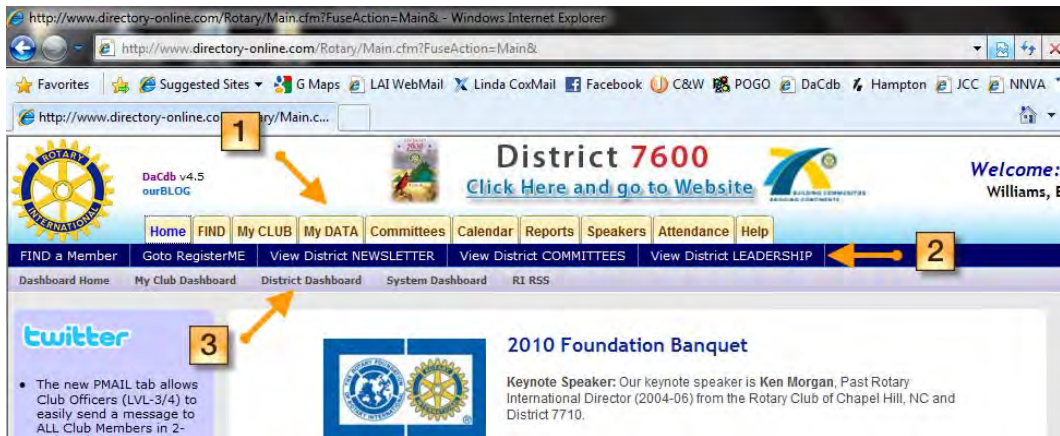 http://www.directory-online.com/Rotary/Main.cfm?FuseAction=Main& - Windows Internet Explorer
http://www.directory-online.com/Rotary/Main.cfm?FuseAction=Main&
Favorites Suggested Sites G Maps LAI WebMail Linda CoxMail Facebook C&W POGO DaCdb Hampton JCC NNVA
http://www.directory-online.co ary/Main.c...
1
ROTARY
INTERNATIONAL
DaCdb v4.5
ourBLOG
District 7600
Click Here and go to Website
BUILDING COMMUNITIES
BRIDGING CONTINENTS
Welcome:
Williams,
Home FIND My CLUB My DATA Committees Calendar Reports Speakers Attendance Help
FIND a Member Goto RegisterME View District NEWSLETTER View District COMMITTEES View District LEADERSHIP
2
Dashboard Home My Club Dashboard District Dashboard System Dashboard RI RSS
3
twitter
• The new PMAIL tab allows
Club Officers (LVL-3/4) to
easily send a message to
ALL Club Members in 2-
2010 Foundation Banquet
Keynote Speaker: Our keynote speaker is Ken Morgan, Past Rotary
International Director (2004-06) from the Rotary Club of Chapel Hill, NC and
District 7710.